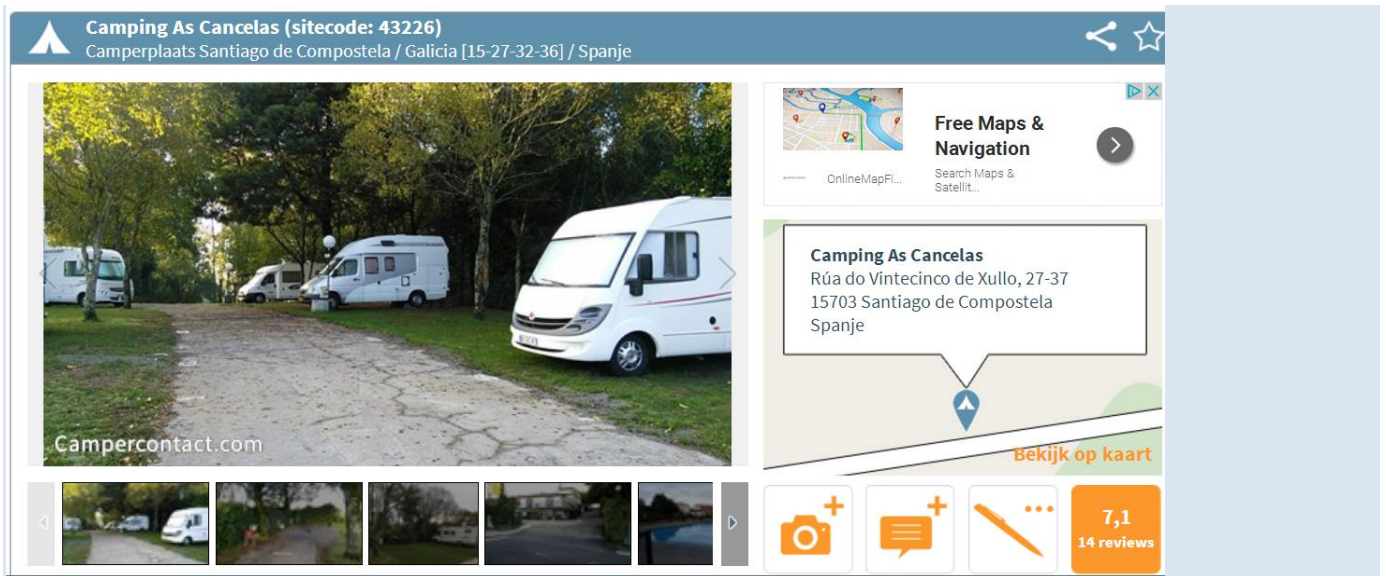 Camping As Cancelas (sitecode: 43226)
Camperplaats Santiago de Compostela / Galicia [15-27-32-36] / Spanje
Free Maps &
Navigation
OnlineMapFi...
Search Maps &
Satellit...
Camping As Cancelas
Rúa do Vintecinco de Xullo, 27-37
15703 Santiago de Compostela
Spanje
Bekijk op kaart
Campercontact.com
7,1
14 reviews